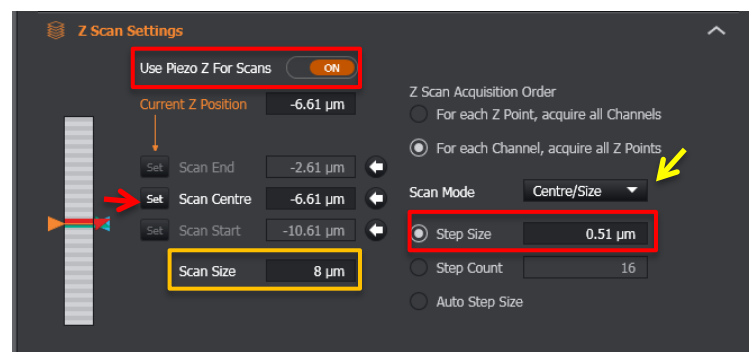 Z Scan Settings
Use Piezo Z For Scans ON
Current Z Position -6.61 µm
Set Scan End -2.61 µm
Set Scan Centre -6.61 µm
Set Scan Start -10.61 µm
Scan Size 8 µm
Z Scan Acquisition Order
For each Z Point, acquire all Channels
For each Channel, acquire all Z Points
Scan Mode Centre/Size
Step Size 0.51 µm
Step Count 16
Auto Step Size